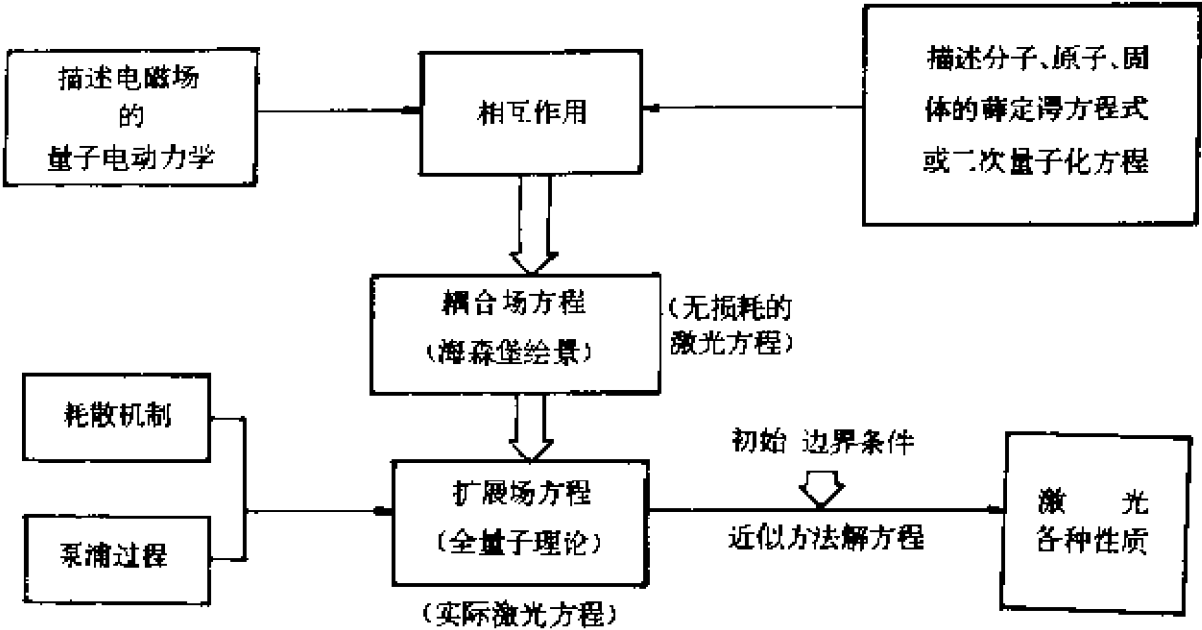 描述电磁场
的
量子电动力学
相互作用
描述分子、原子、固
体的薛定谔方程式
或二次量子化方程
耦合场方程
(海森堡绘景)
(无损耗的
激光方程)
耗散机制
泵浦过程
扩展场方程
(全量子理论)
(实际激光方程)
初始 边界条件
近似方法解方程
激 光
各种性质